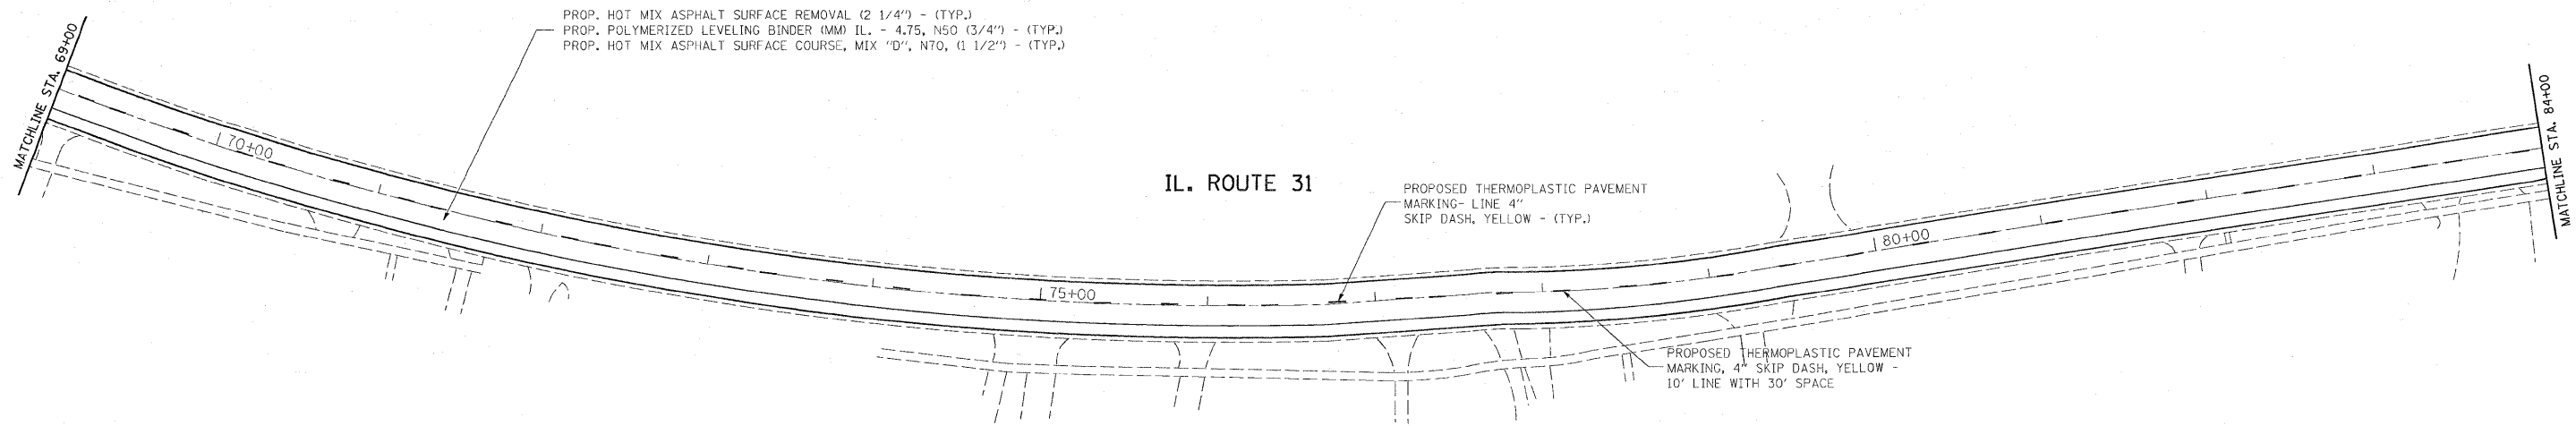 PROP. HOT MIX ASPHALT SURFACE REMOVAL (2 1/4") - (TYP.)
PROP. POLYMERIZED LEVELING BINDER (MM) IL. - 4.75, N50 (3/4") - (TYP.)
PROP. HOT MIX ASPHALT SURFACE COURSE, MIX "D", N70, (1 1/2") - (TYP.)
MATCHLINE STA. 69+00
70+00
IL. ROUTE 31
PROPOSED THERMOPLASTIC PAVEMENT
MARKING- LINE 4"
SKIP DASH, YELLOW - (TYP.)
75+00
80+00
MATCHLINE STA. 84+00
PROPOSED THERMOPLASTIC PAVEMENT
MARKING, 4" SKIP DASH, YELLOW -
10' LINE WITH 30' SPACE